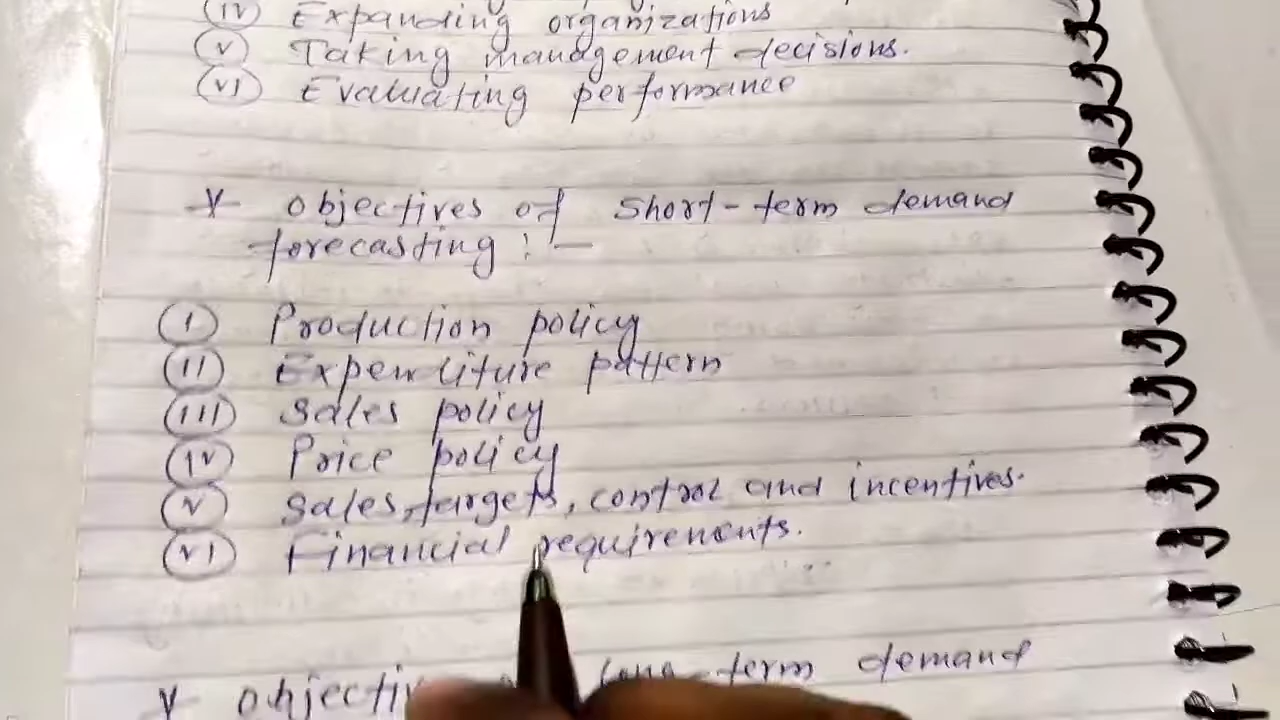 (iv) Expanding organizations
(v) Taking management decisions.
(vi) Evaluating performance
* Objectives of short-term demand
forecasting :-
(i) Production policy
(ii) Expenditure pattern
(iii) Sales policy
(iv) Price policy
(v) Sales, targets, control and incentives.
(vi) Financial requirements.
* Objectiv long-term demand